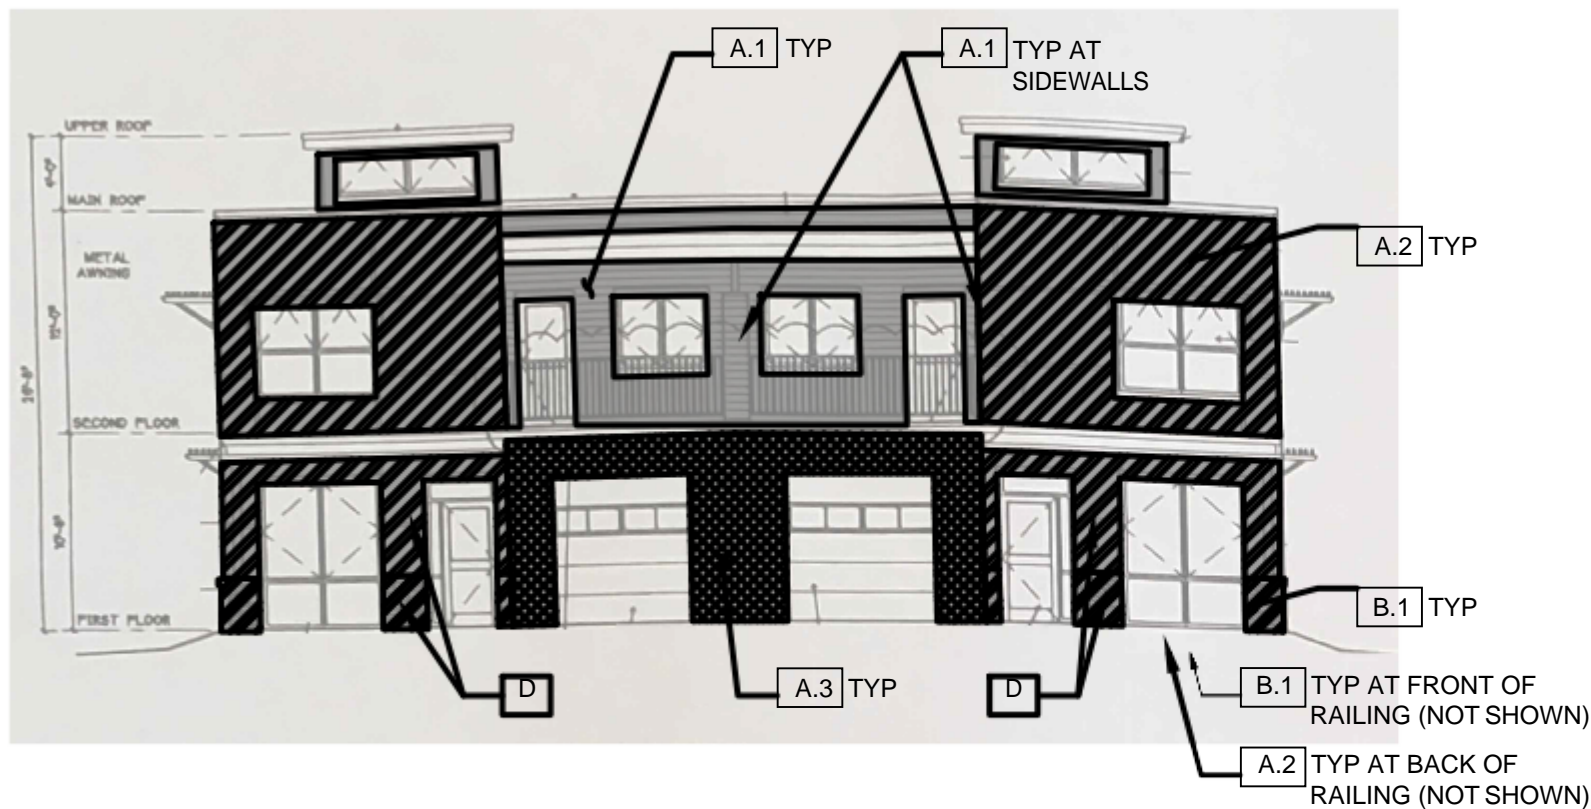 A.1 TYP
A.1 TYP AT
SIDEWALLS
UPPER ROOF
MAIN ROOF
A.2 TYP
METAL
AWNING
SECOND FLOOR
FIRST FLOOR
B.1 TYP
D
A.3 TYP
D
B.1 TYP AT FRONT OF
RAILING (NOT SHOWN)
A.2 TYP AT BACK OF
RAILING (NOT SHOWN)